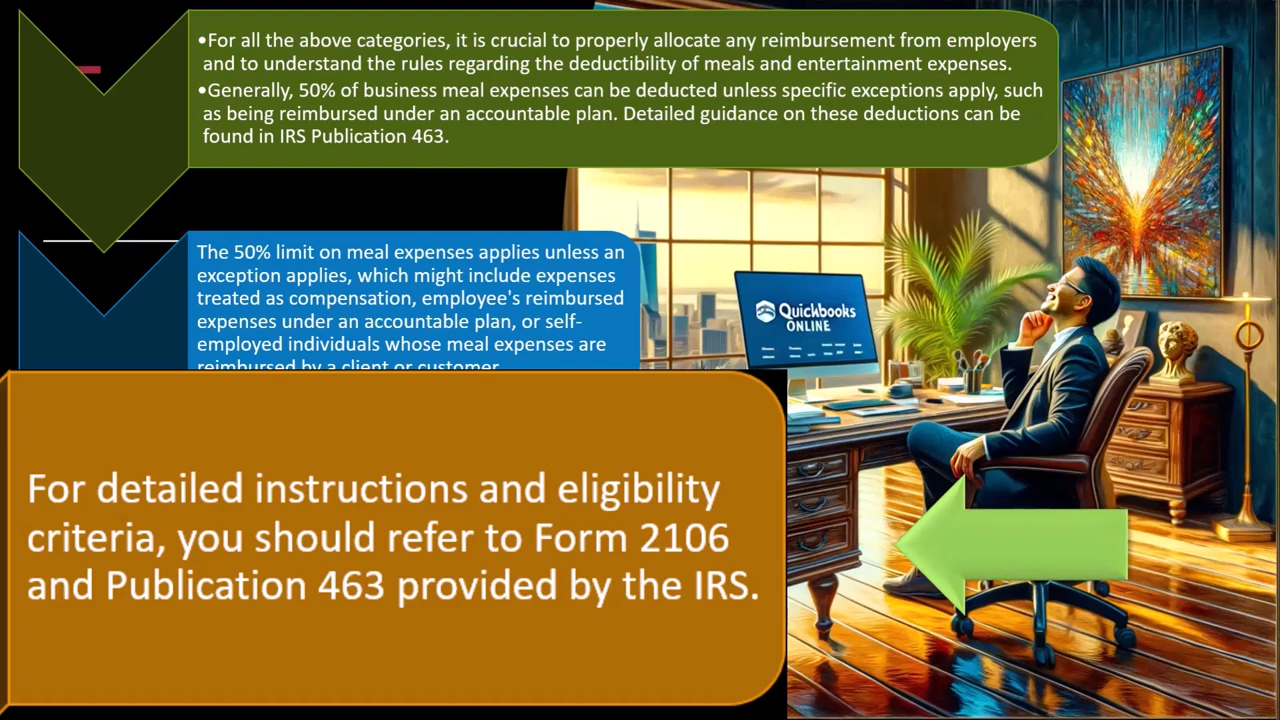 •For all the above categories, it is crucial to properly allocate any reimbursement from employers
and to understand the rules regarding the deductibility of meals and entertainment expenses.
•Generally, 50% of business meal expenses can be deducted unless specific exceptions apply, such
as being reimbursed under an accountable plan. Detailed guidance on these deductions can be
found in IRS Publication 463.
The 50% limit on meal expenses applies unless an
exception applies, which might include expenses
treated as compensation, employee's reimbursed
expenses under an accountable plan, or self-
employed individuals whose meal expenses are
reimbursed by a client or customer.
Quickbooks
ONLINE
For detailed instructions and eligibility
criteria, you should refer to Form 2106
and Publication 463 provided by the IRS.